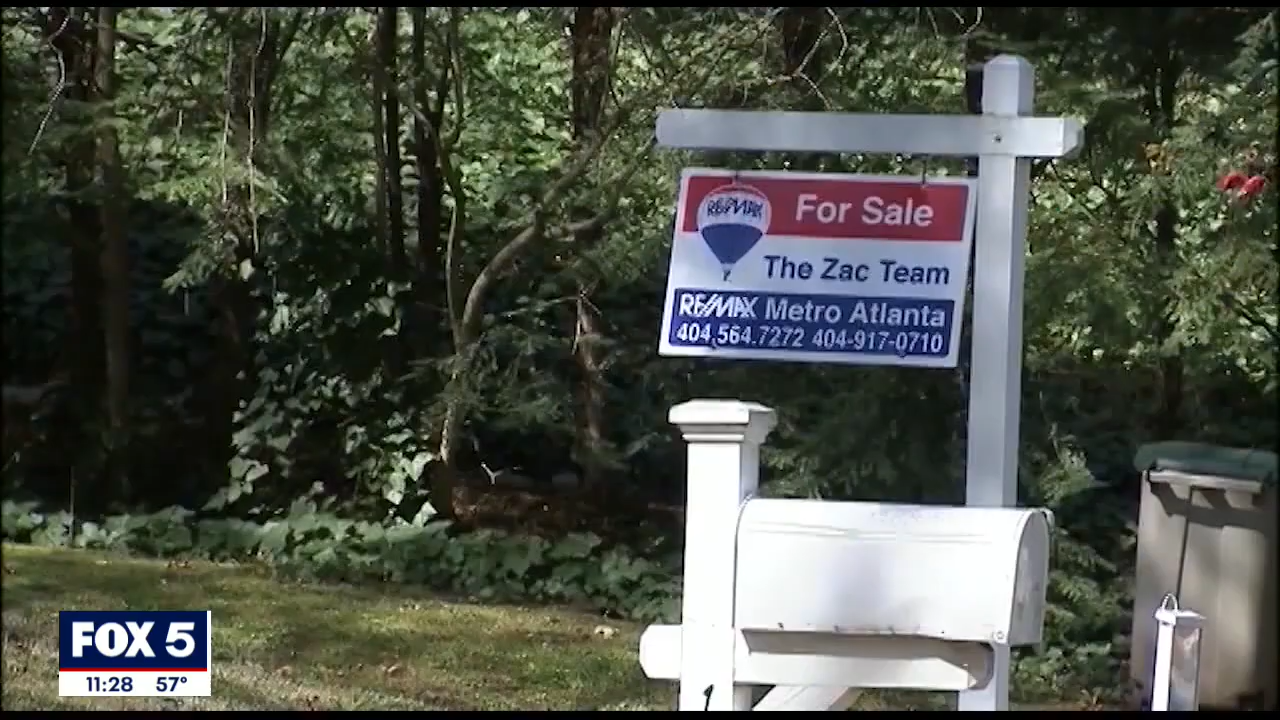 RE/MAX
For Sale
The Zac Team
RE/MAX Metro Atlanta
404.564.7272 404-917-0710
FOX 5
11:28 57°